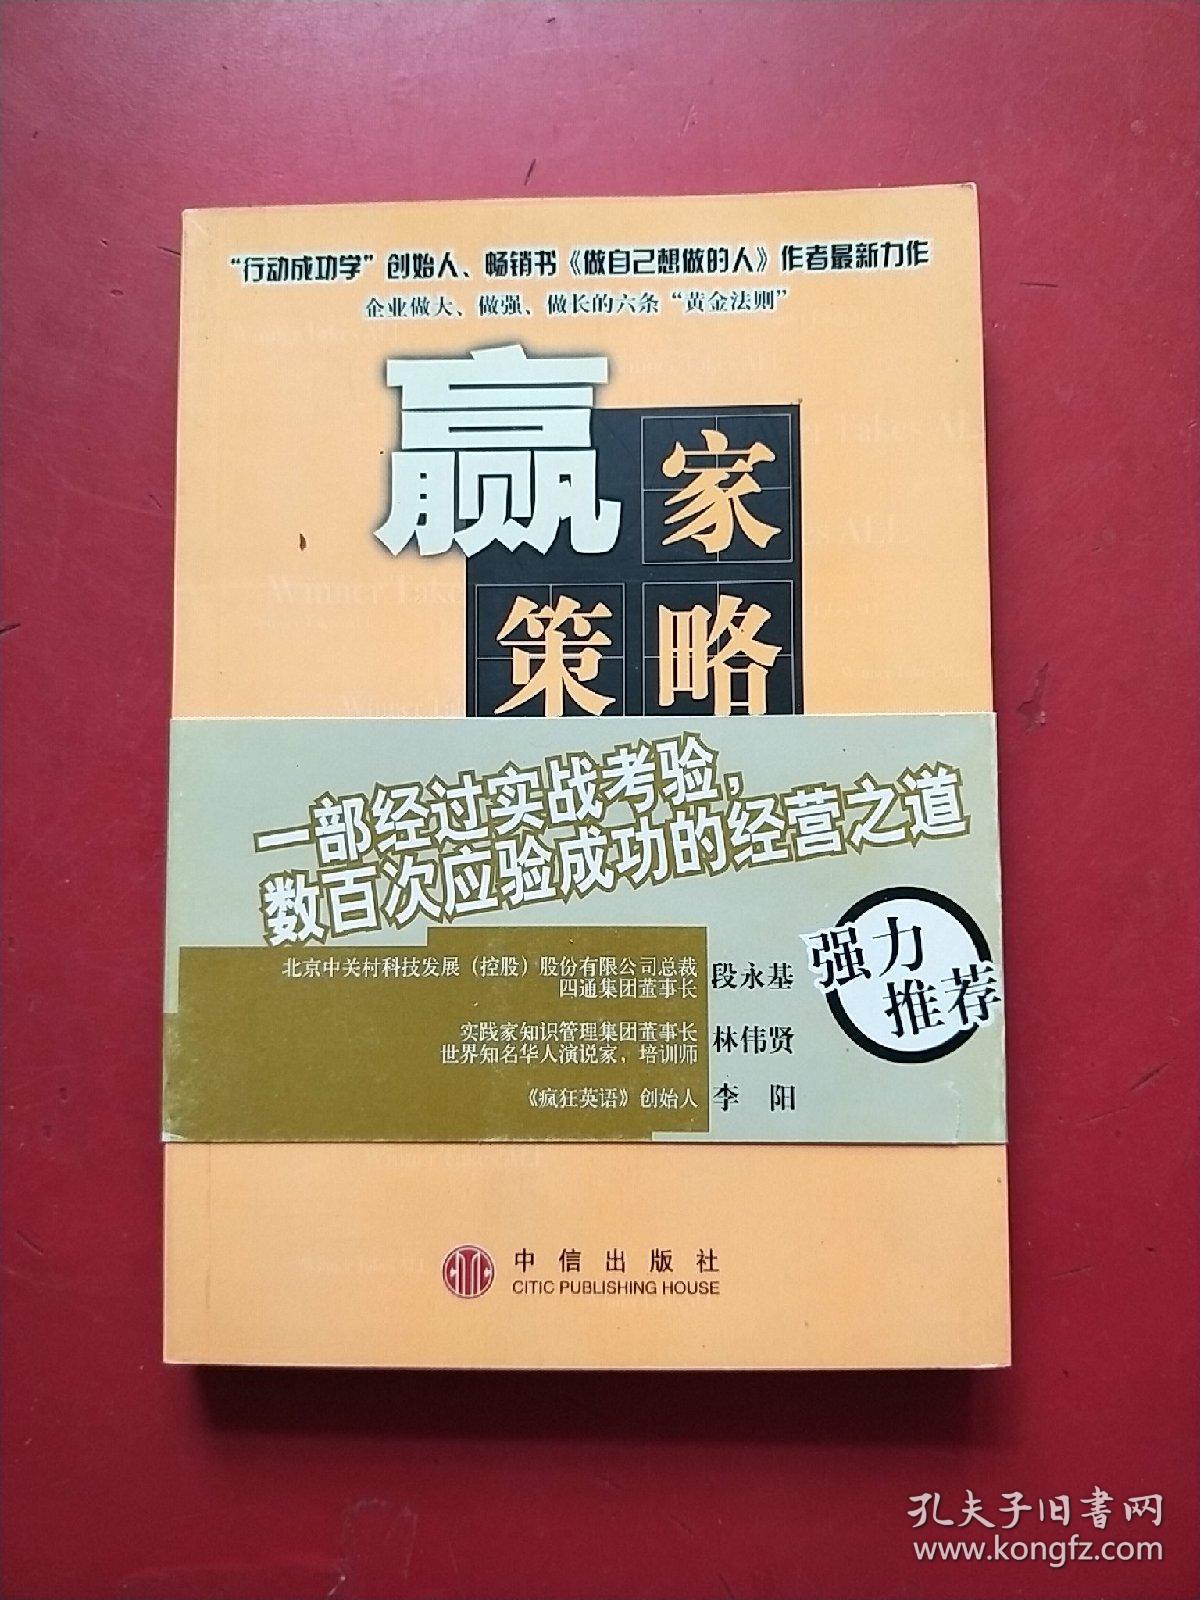 “行动成功学”创始人、畅销书《做自己想做的人》作者最新力作
企业做大、做强、做长的六条“黄金法则”
赢家
策略
Winner Take
一部经过实战考验，
数百次应验成功的经营之道
强力
推荐
北京中关村科技发展（控股）股份有限公司总裁
四通集团董事长
段永基
实践家知识管理集团董事长
世界知名华人演说家，培训师
林伟贤
《疯狂英语》创始人
李 阳
中信出版社
CITIC PUBLISHING HOUSE
孔夫子旧书网
www.kongfz.com